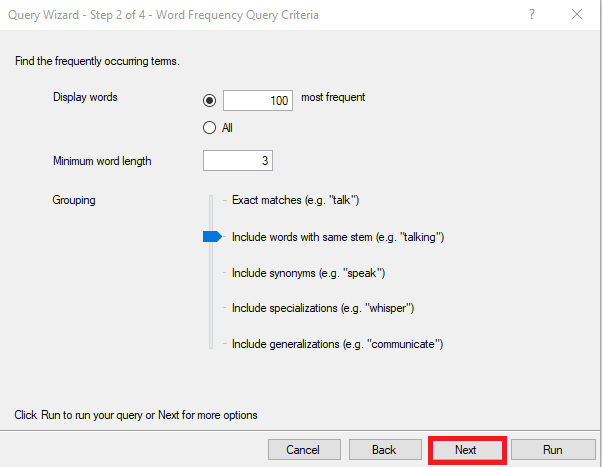 Query Wizard - Step 2 of 4 - Word Frequency Query Criteria ?
Find the frequently occurring terms.
Display words 100 most frequent
All
Minimum word length 3
Grouping Exact matches (e.g. "talk")
Include words with same stem (e.g. "talking")
Include synonyms (e.g. "speak")
Include specializations (e.g. "whisper")
Include generalizations (e.g. "communicate")
Click Run to run your query or Next for more options
Cancel Back Next Run